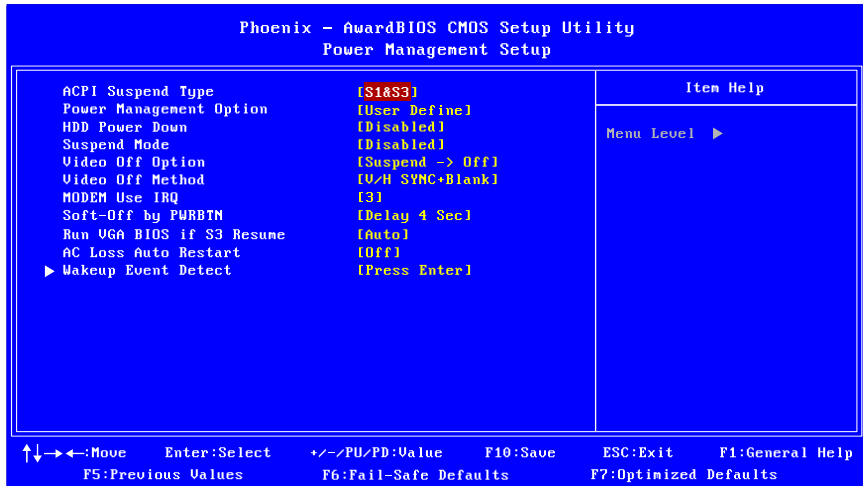 Phoenix – AwardBIOS CMOS Setup Utility
Power Management Setup
ACPI Suspend Type [S1&S3]
Power Management Option [User Define]
HDD Power Down [Disabled]
Suspend Mode [Disabled]
Video Off Option [Suspend -> Off]
Video Off Method [V/H SYNC+Blank]
MODEM Use IRQ [3]
Soft-Off by PWRBTN [Delay 4 Sec]
Run VGA BIOS if S3 Resume [Auto]
AC Loss Auto Restart [Off]
▶ Wakeup Event Detect [Press Enter]
Item Help
Menu Level ▶
↑↓→←:Move Enter:Select +/-/PU/PD:Value F10:Save ESC:Exit F1:General Help
F5:Previous Values F6:Fail-Safe Defaults F7:Optimized Defaults